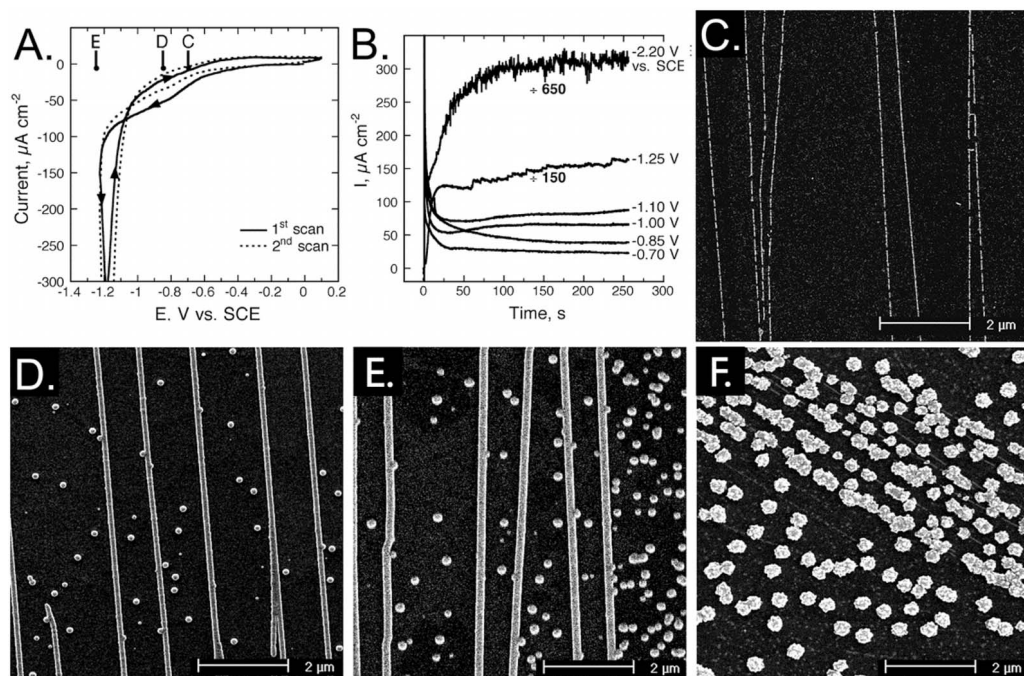 A.
E D C
0
-50
-100
-150
-200
-250
-300
Current, µA cm-2
1st scan
2nd scan
-1.4 -1.2 -1 -0.8 -0.6 -0.4 -0.2 0 0.2
E. V vs. SCE
B.
300
200
100
0
I, µA cm-2
-2.20 V
vs. SCE
÷ 650
-1.25 V
÷ 150
-1.10 V
-1.00 V
-0.85 V
-0.70 V
0 50 100 150 200 250 300
Time, s
C.
2 µm
D.
2 µm
E.
2 µm
F.
2 µm